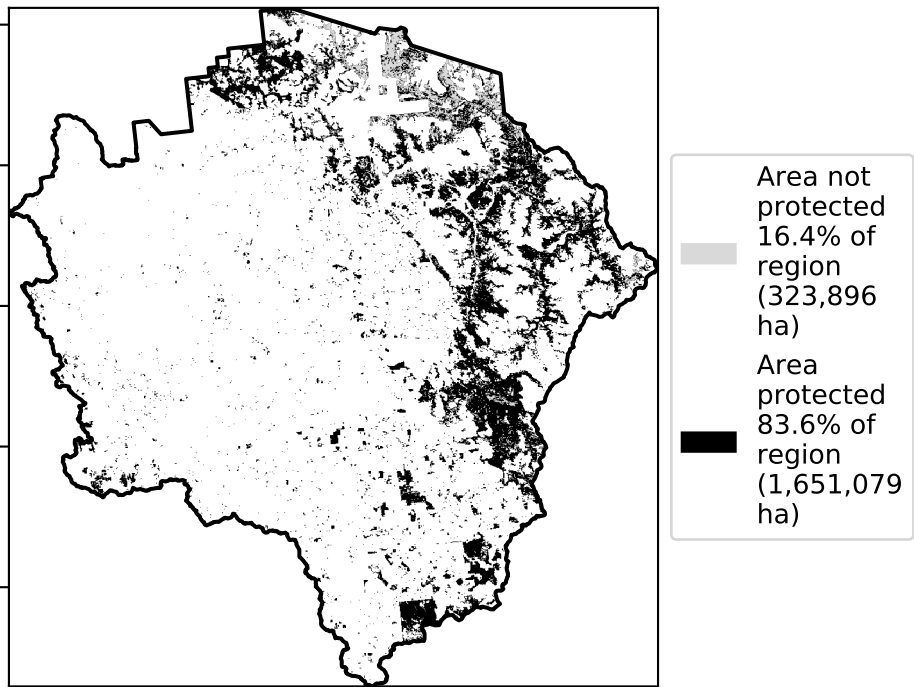 Area not
protected
16.4% of
region
(323,896
ha)
Area
protected
83.6% of
region
(1,651,079
ha)